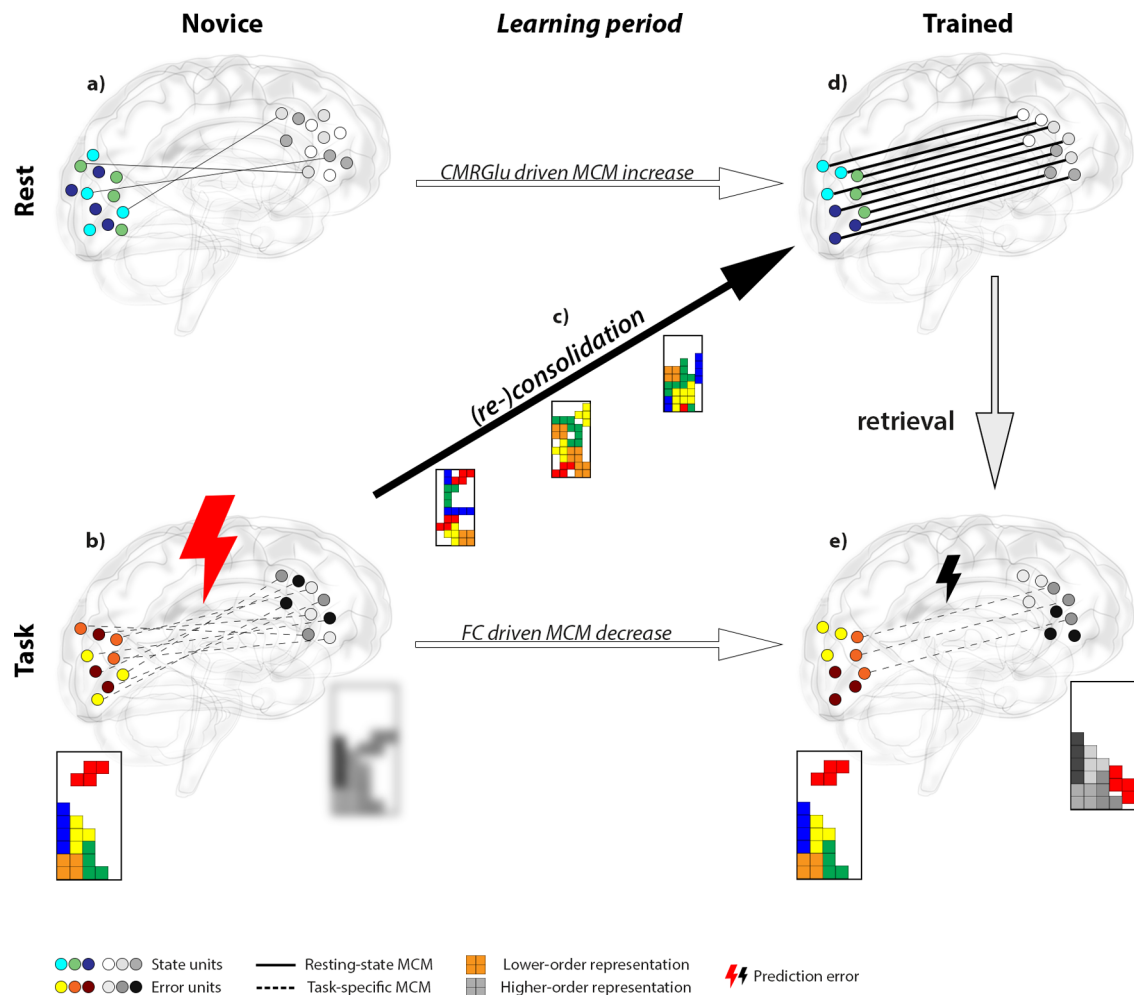 Novice
Learning period
Trained
Rest
a)
d)
CMRGlu driven MCM increase
c)
(re-)consolidation
retrieval
Task
b)
e)
FC driven MCM decrease
State units
Resting-state MCM
Lower-order representation
Prediction error
Error units
Task-specific MCM
Higher-order representation